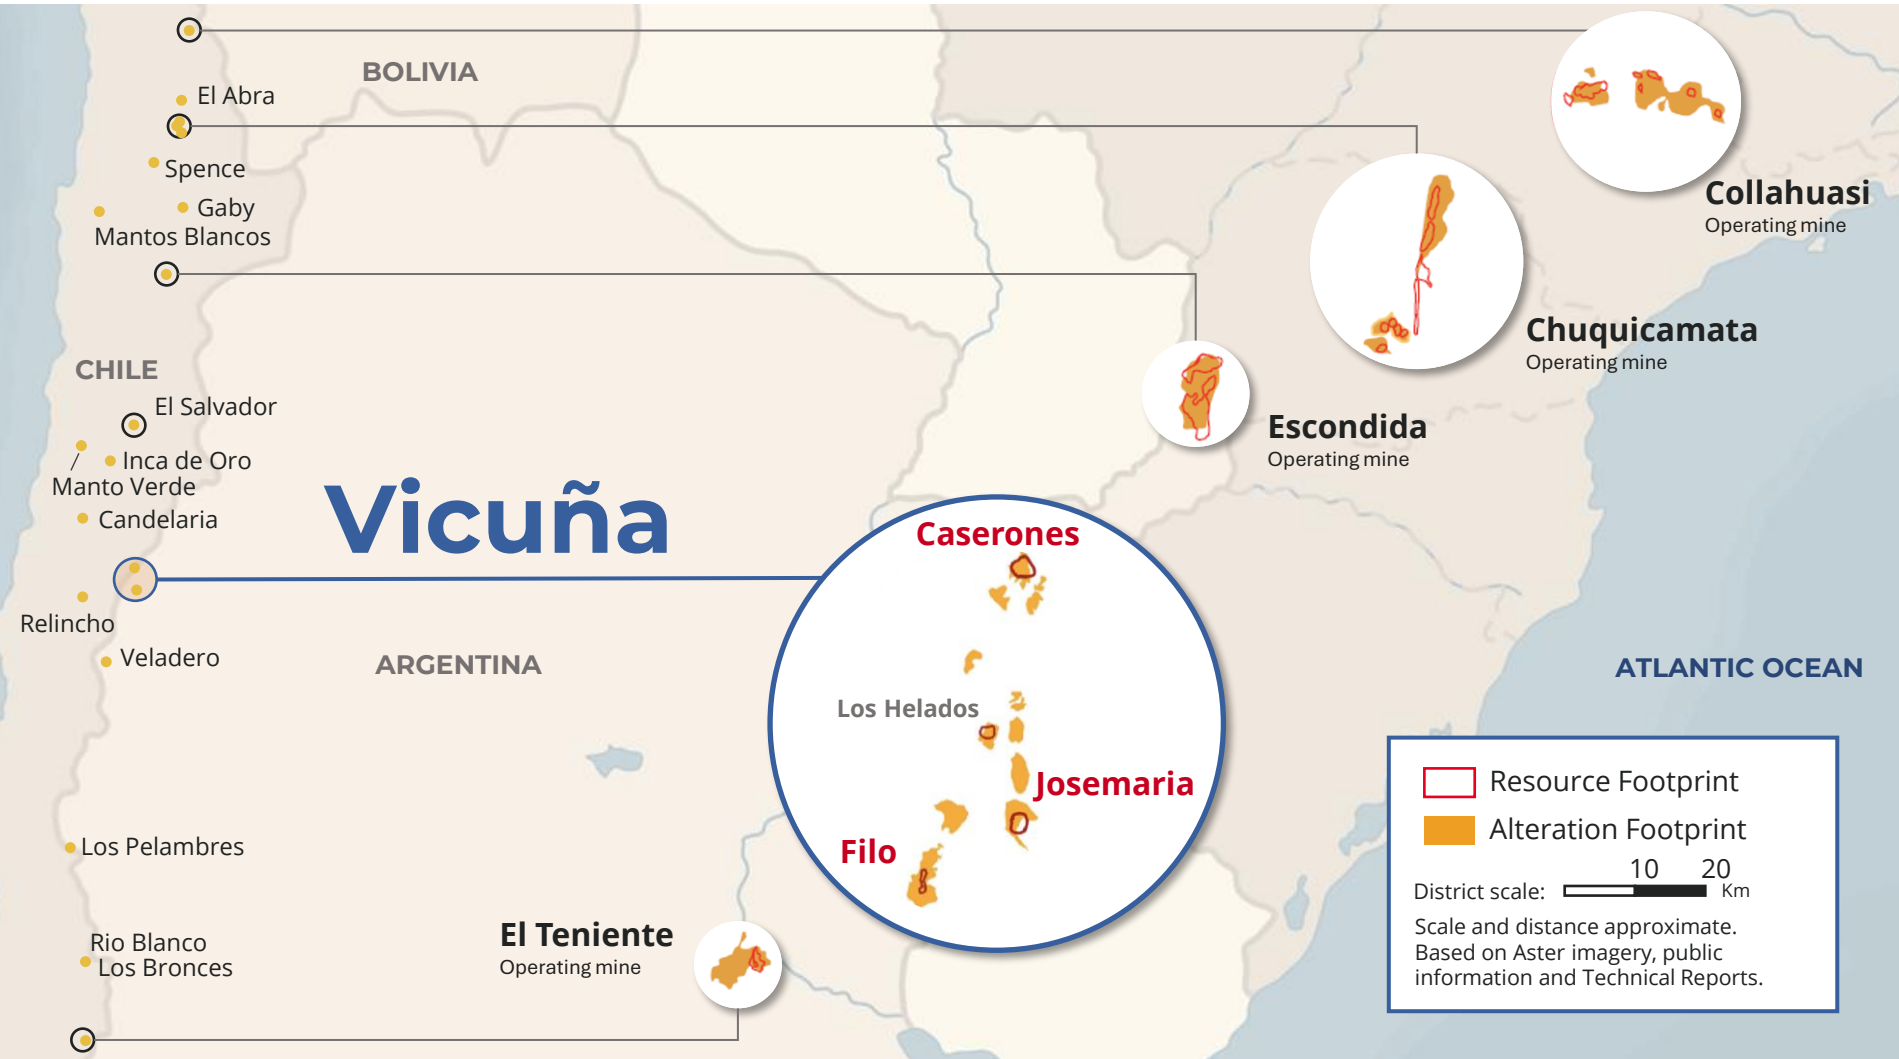 BOLIVIA
El Abra
Spence
Gaby
Mantos Blancos
Collahuasi
Operating mine
Chuquicamata
Operating mine
CHILE
El Salvador
Escondida
Operating mine
Inca de Oro
Manto Verde
Candelaria
Vicuña
Caserones
Relincho
Veladero
ARGENTINA
ATLANTIC OCEAN
Los Helados
Josemaria
Filo
Los Pelambres
Rio Blanco
Los Bronces
El Teniente
Operating mine
Resource Footprint
Alteration Footprint
10 20
District scale: Km
Scale and distance approximate.
Based on Aster imagery, public
information and Technical Reports.